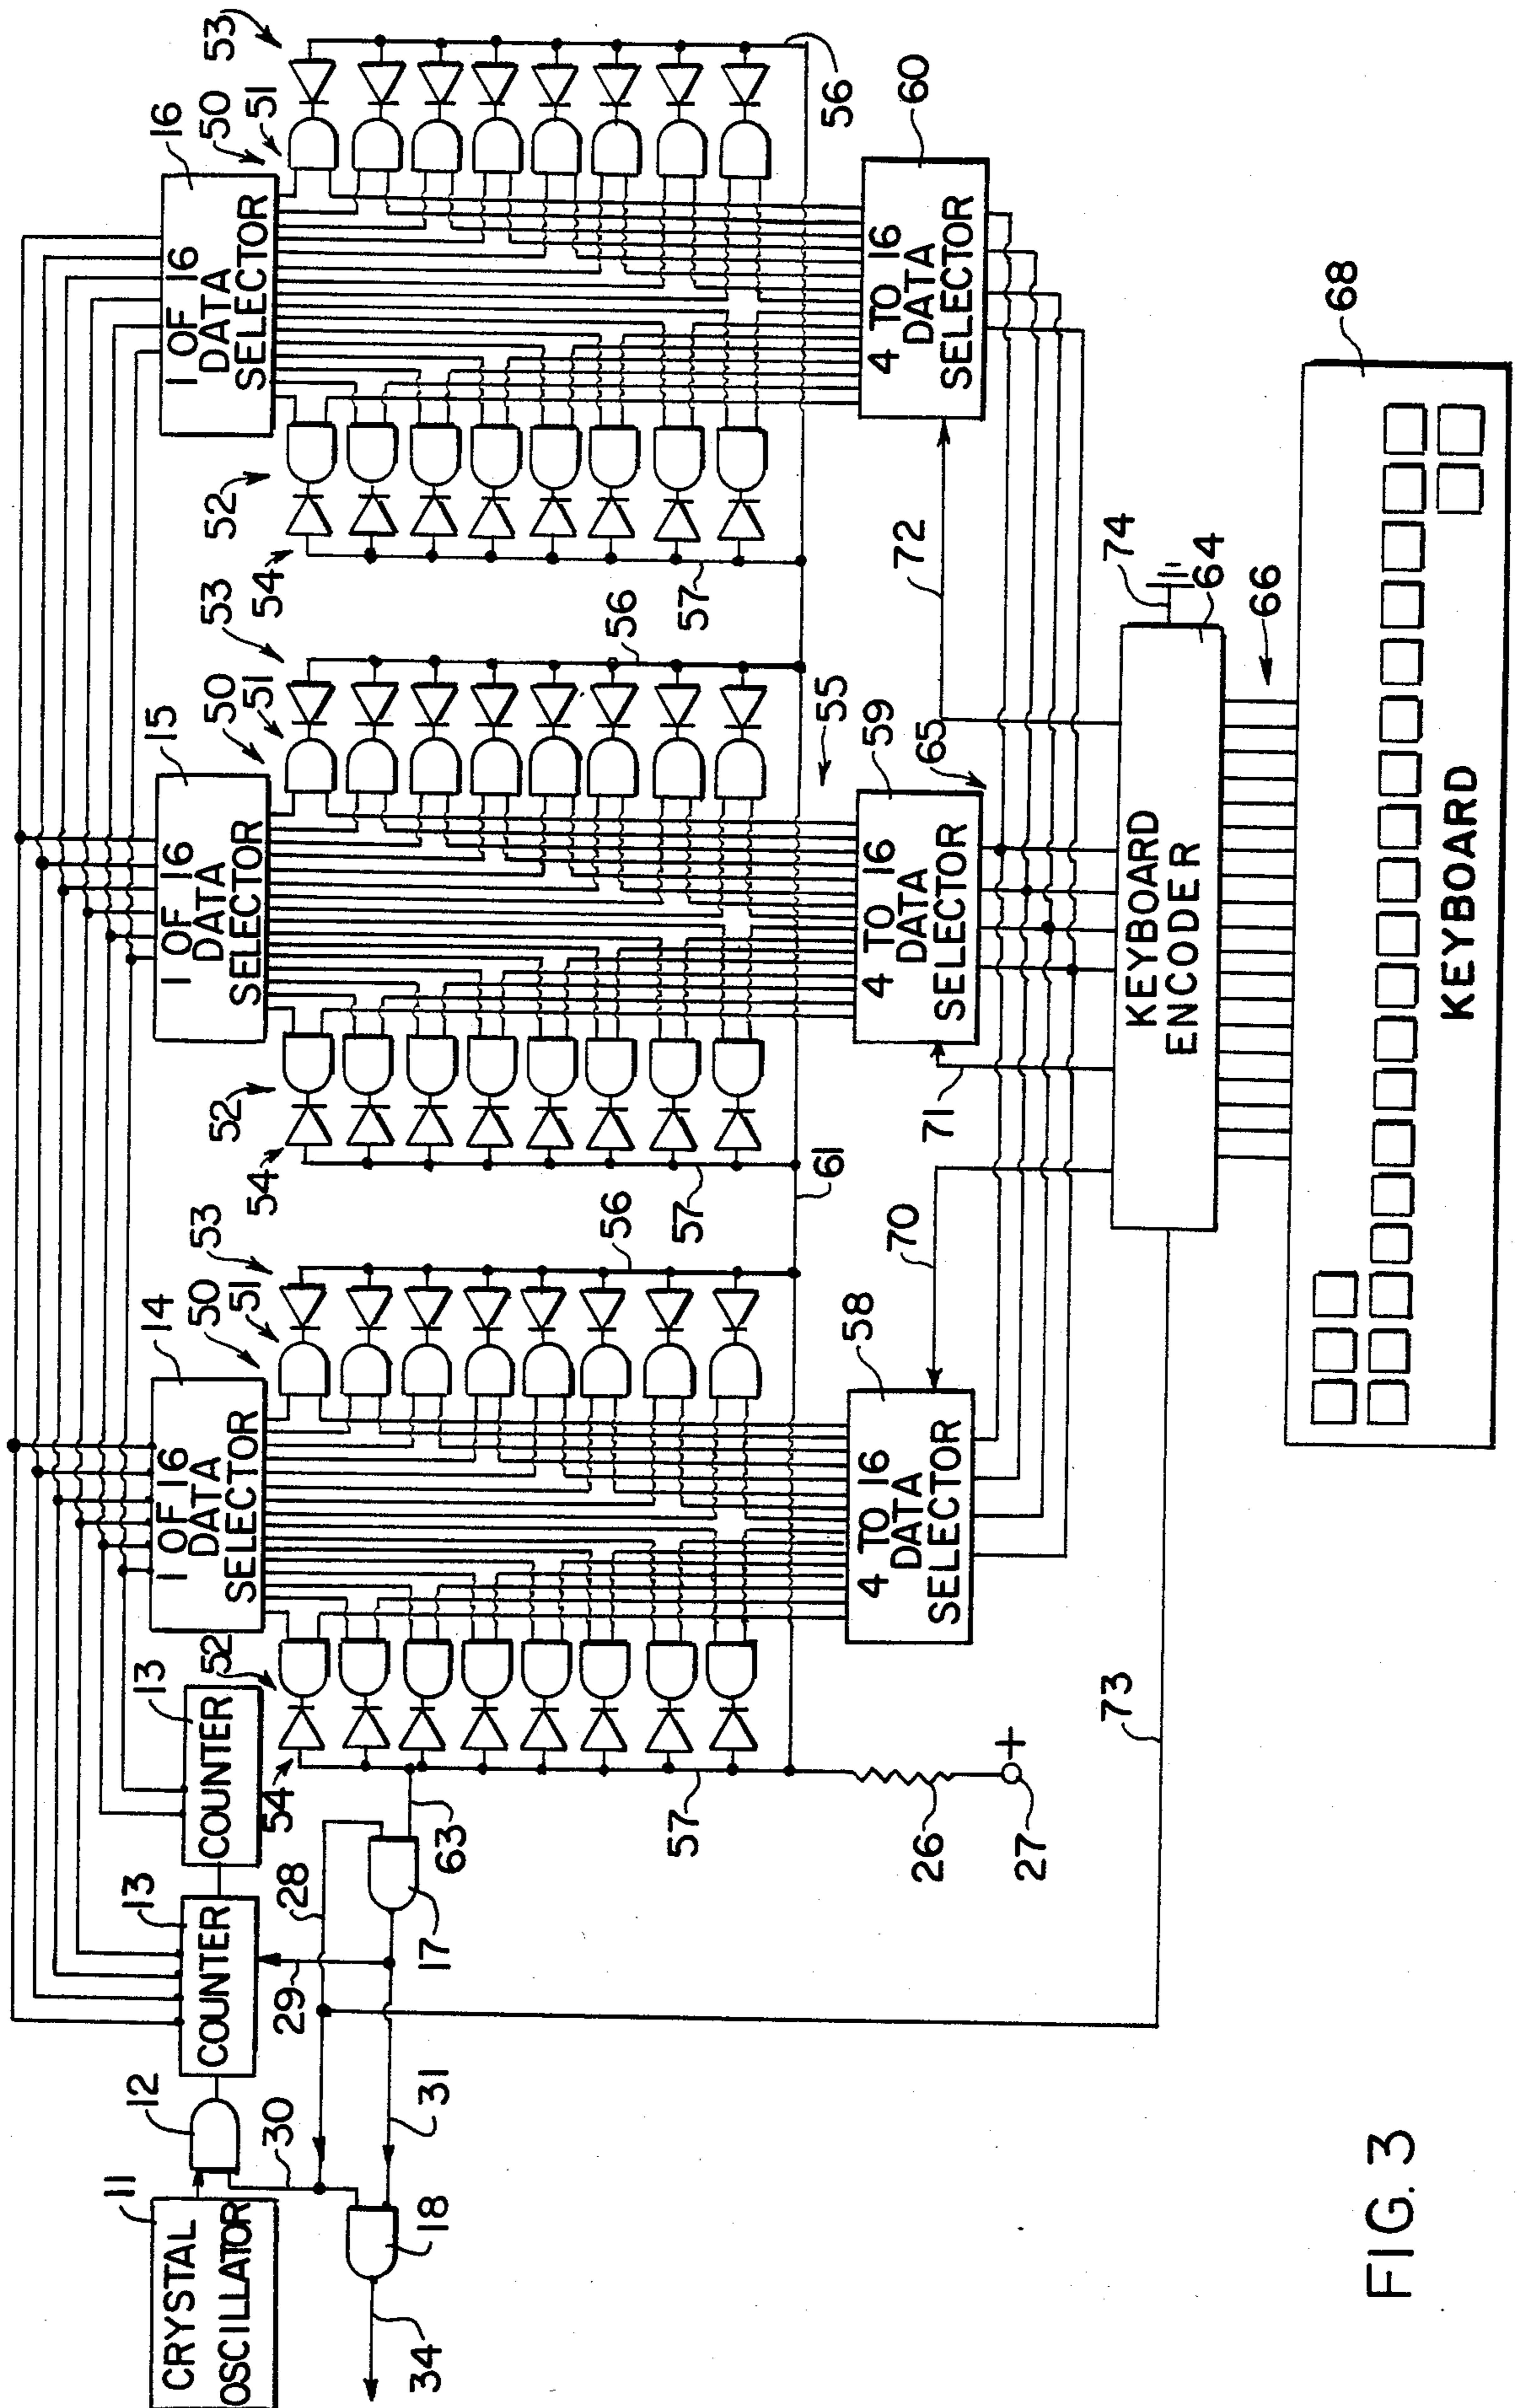 CRYSTAL
OSCILLATOR
11
12
30
COUNTER
13
COUNTER
13
29
28
31
18
34
17
63
1 OF 16
DATA
SELECTOR
14
50
51
53
52
54
56
57
26
27
+
1 OF 16
DATA
SELECTOR
15
50
51
53
52
54
56
57
61
55
1 OF 16
DATA
SELECTOR
16
50
51
53
52
54
56
57
4 TO 16
DATA
SELECTOR
58
4 TO 16
DATA
SELECTOR
59
65
4 TO 16
DATA
SELECTOR
60
70
71
72
73
74
KEYBOARD
ENCODER
64
66
68
KEYBOARD
FIG. 3